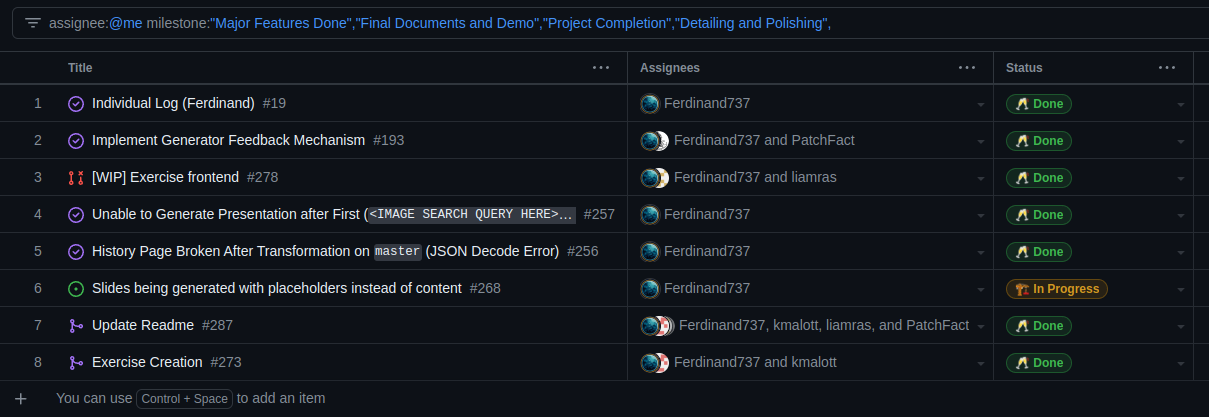 assignee:@me milestone:"Major Features Done","Final Documents and Demo","Project Completion","Detailing and Polishing",
Title ... Assignees ... Status ...
1 Individual Log (Ferdinand) #19 Ferdinand737 Done
2 Implement Generator Feedback Mechanism #193 Ferdinand737 and PatchFact Done
3 [WIP] Exercise frontend #278 Ferdinand737 and liamras Done
4 Unable to Generate Presentation after First (<IMAGE SEARCH QUERY HERE>… #257 Ferdinand737 Done
5 History Page Broken After Transformation on master (JSON Decode Error) #256 Ferdinand737 Done
6 Slides being generated with placeholders instead of content #268 Ferdinand737 In Progress
7 Update Readme #287 Ferdinand737, kmalott, liamras, and PatchFact Done
8 Exercise Creation #273 Ferdinand737 and kmalott Done
+ You can use Control + Space to add an item